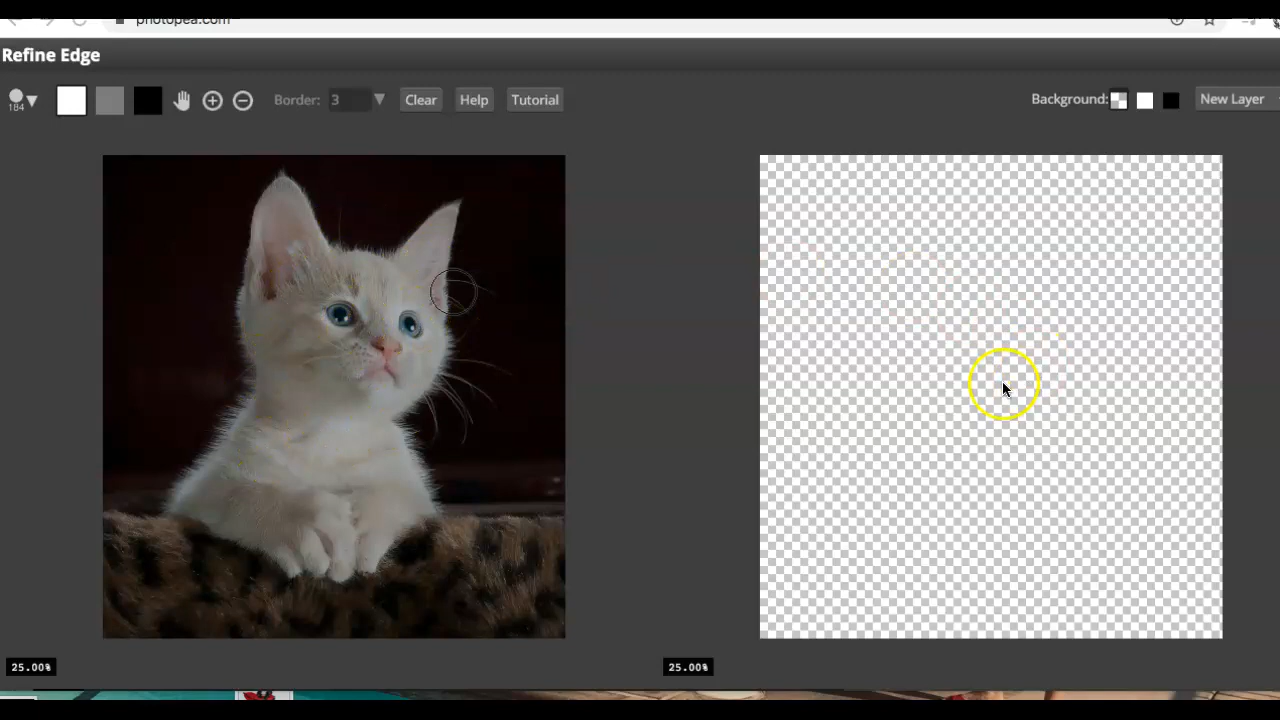 photopea.com
Refine Edge
184
Border: 3 Clear Help Tutorial Background: New Layer
25.00% 25.00%